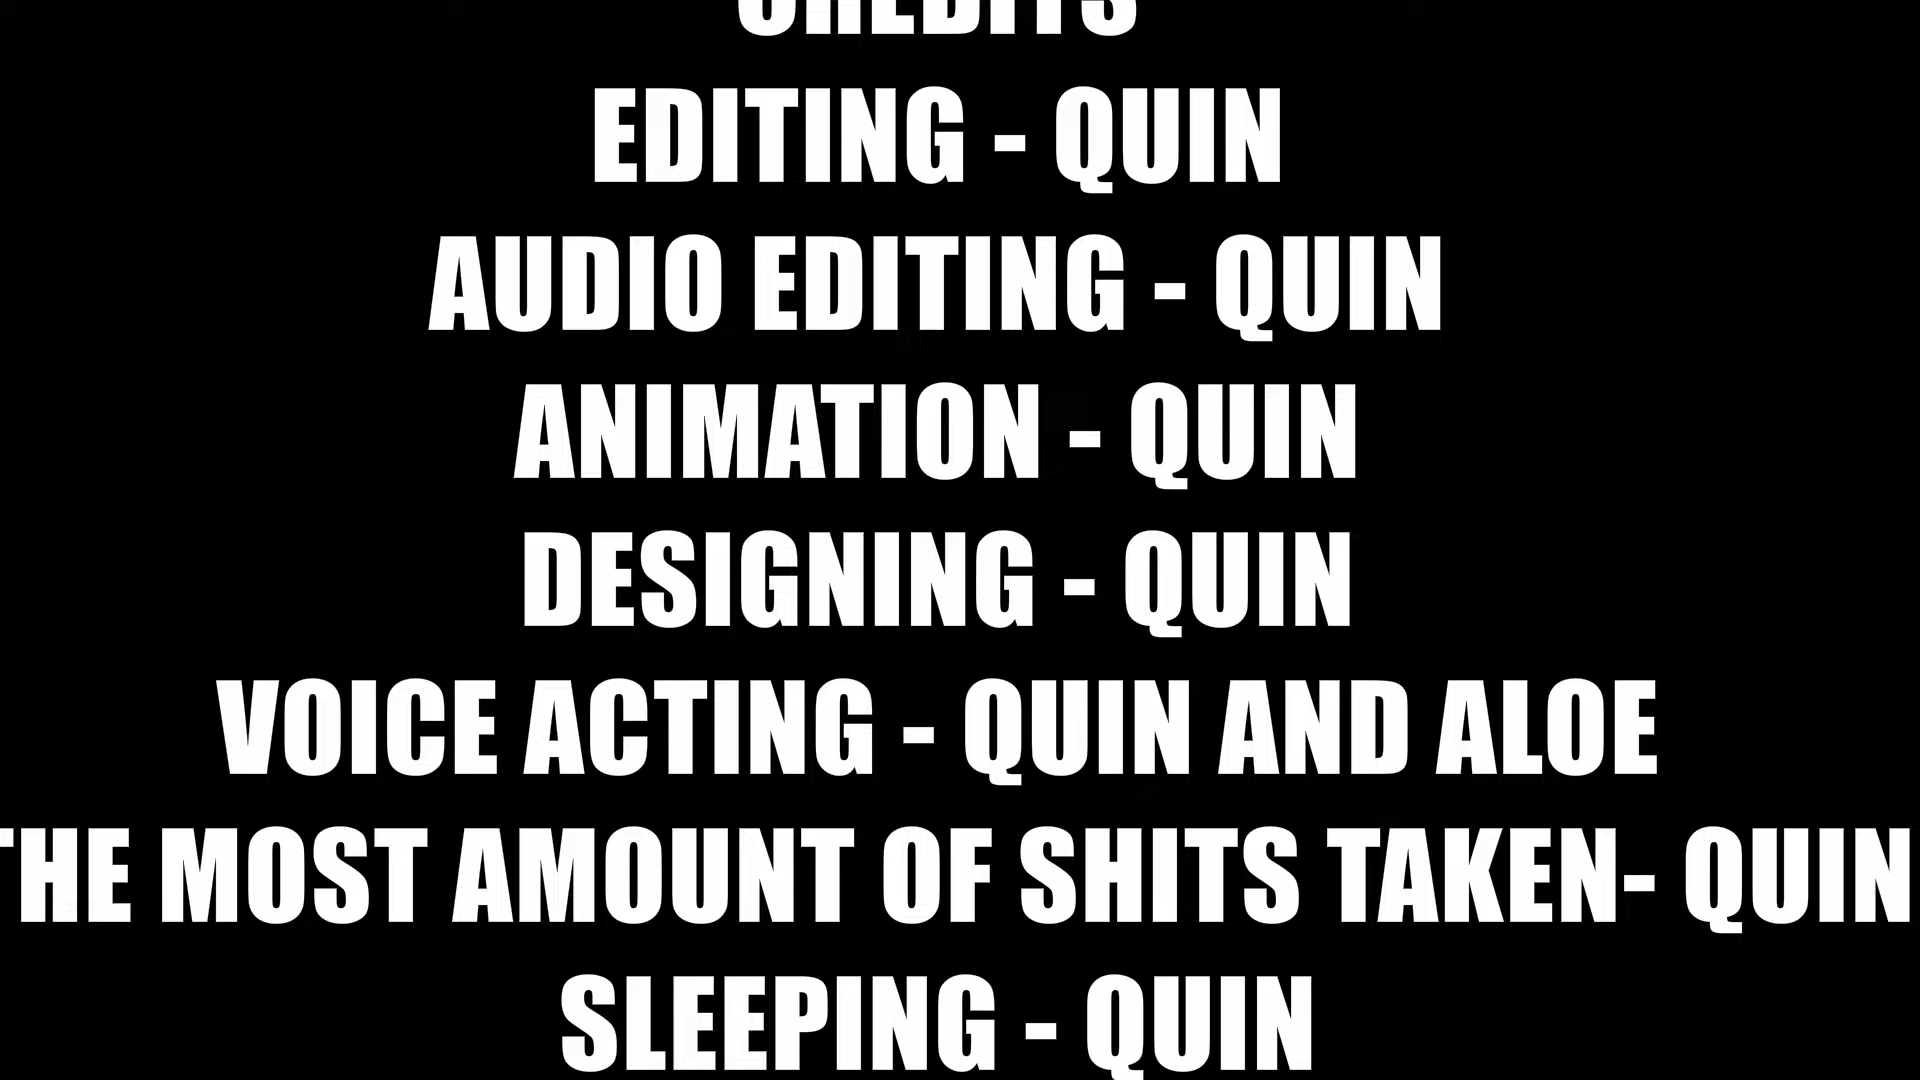 CREDITS
EDITING - QUIN
AUDIO EDITING - QUIN
ANIMATION - QUIN
DESIGNING - QUIN
VOICE ACTING - QUIN AND ALOE
THE MOST AMOUNT OF SHITS TAKEN- QUIN
SLEEPING - QUIN